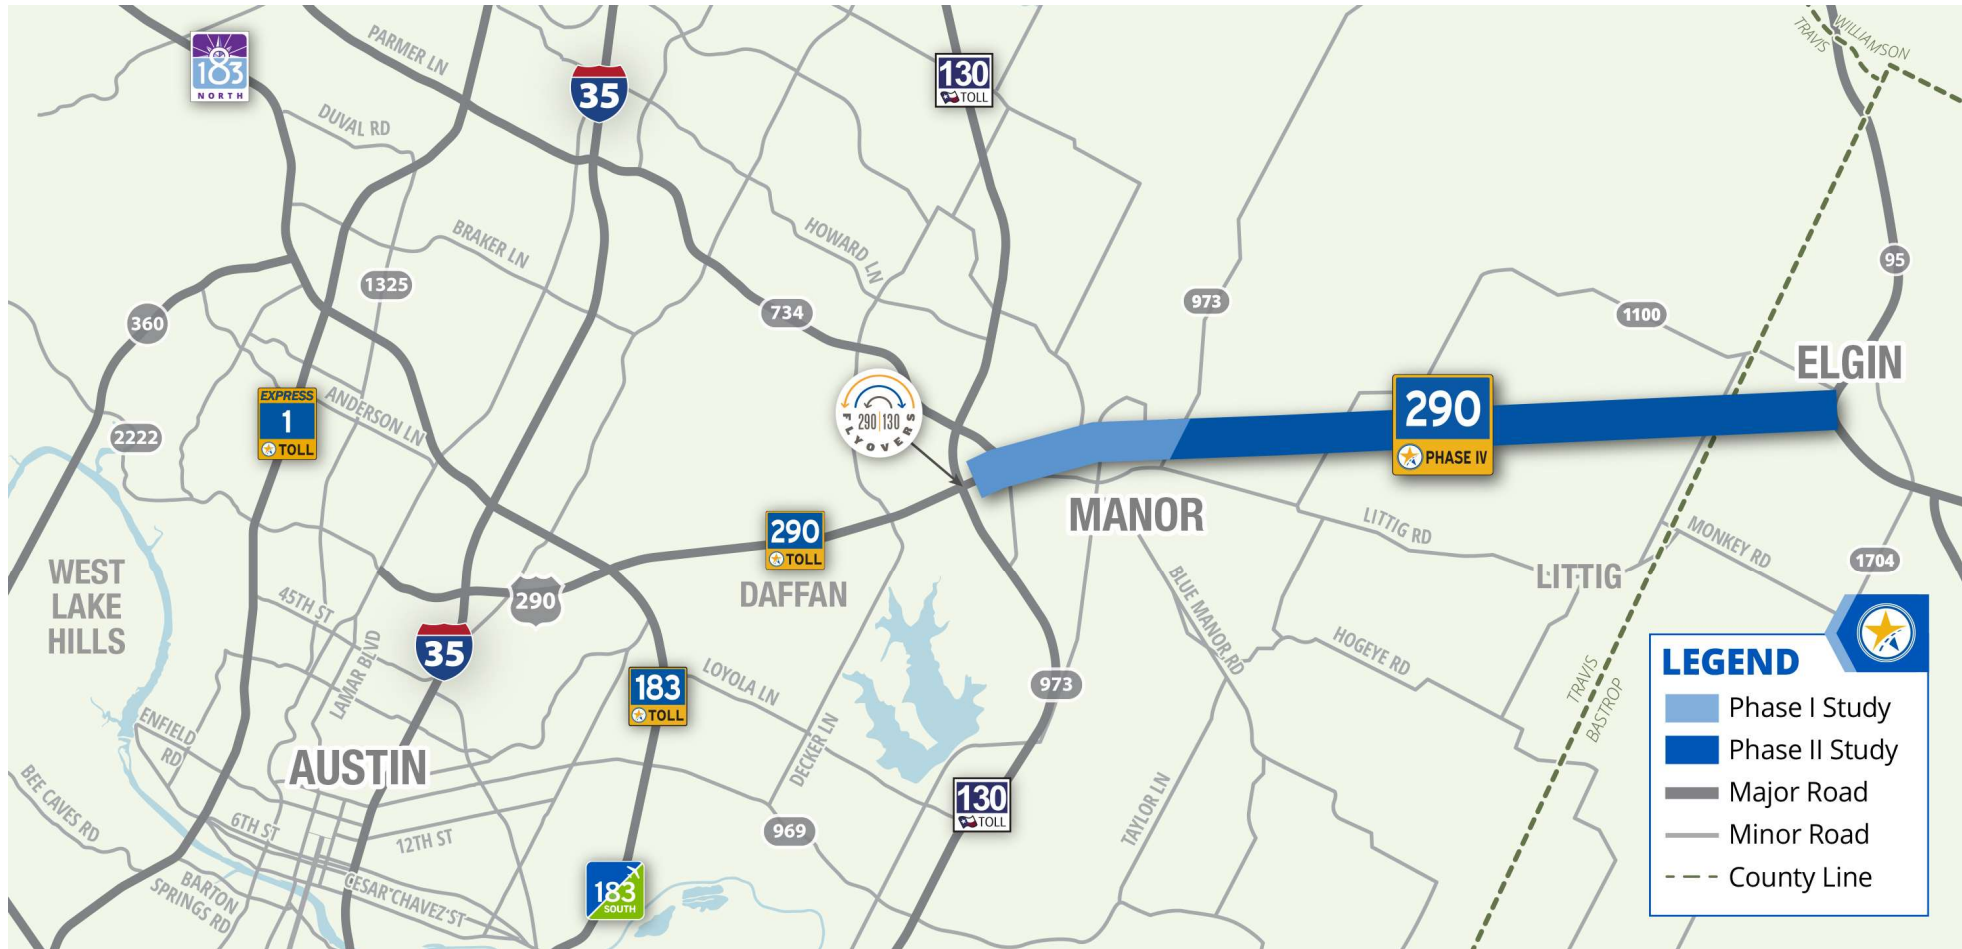 183
NORTH
PARMER LN
35
130
TOLL
WILLIAMSON
TRAVIS
DUVAL RD
BRAKER LN
HOWARD LN
1325
360
734
973
1100
95
ELGIN
EXPRESS
1
TOLL
ANDERSON LN
2222
290|130
FLYOVERS
290
PHASE IV
MANOR
LITTIG RD
MONKEY RD
290
TOLL
DAFFAN
WEST
LAKE
HILLS
45TH ST
290
35
LAMAR BLVD
BLUE MANOR RD
LITTIG
1704
HOGEYE RD
183
TOLL
LOYOLA LN
973
TRAVIS
BASTROP
ENFIELD
RD
AUSTIN
DECKER LN
BEE CAVES RD
6TH ST
12TH ST
969
130
TOLL
TAYLOR LN
BARTON
SPRINGS RD
CESAR CHAVEZ ST
183
SOUTH
LEGEND
Phase I Study
Phase II Study
Major Road
Minor Road
County Line